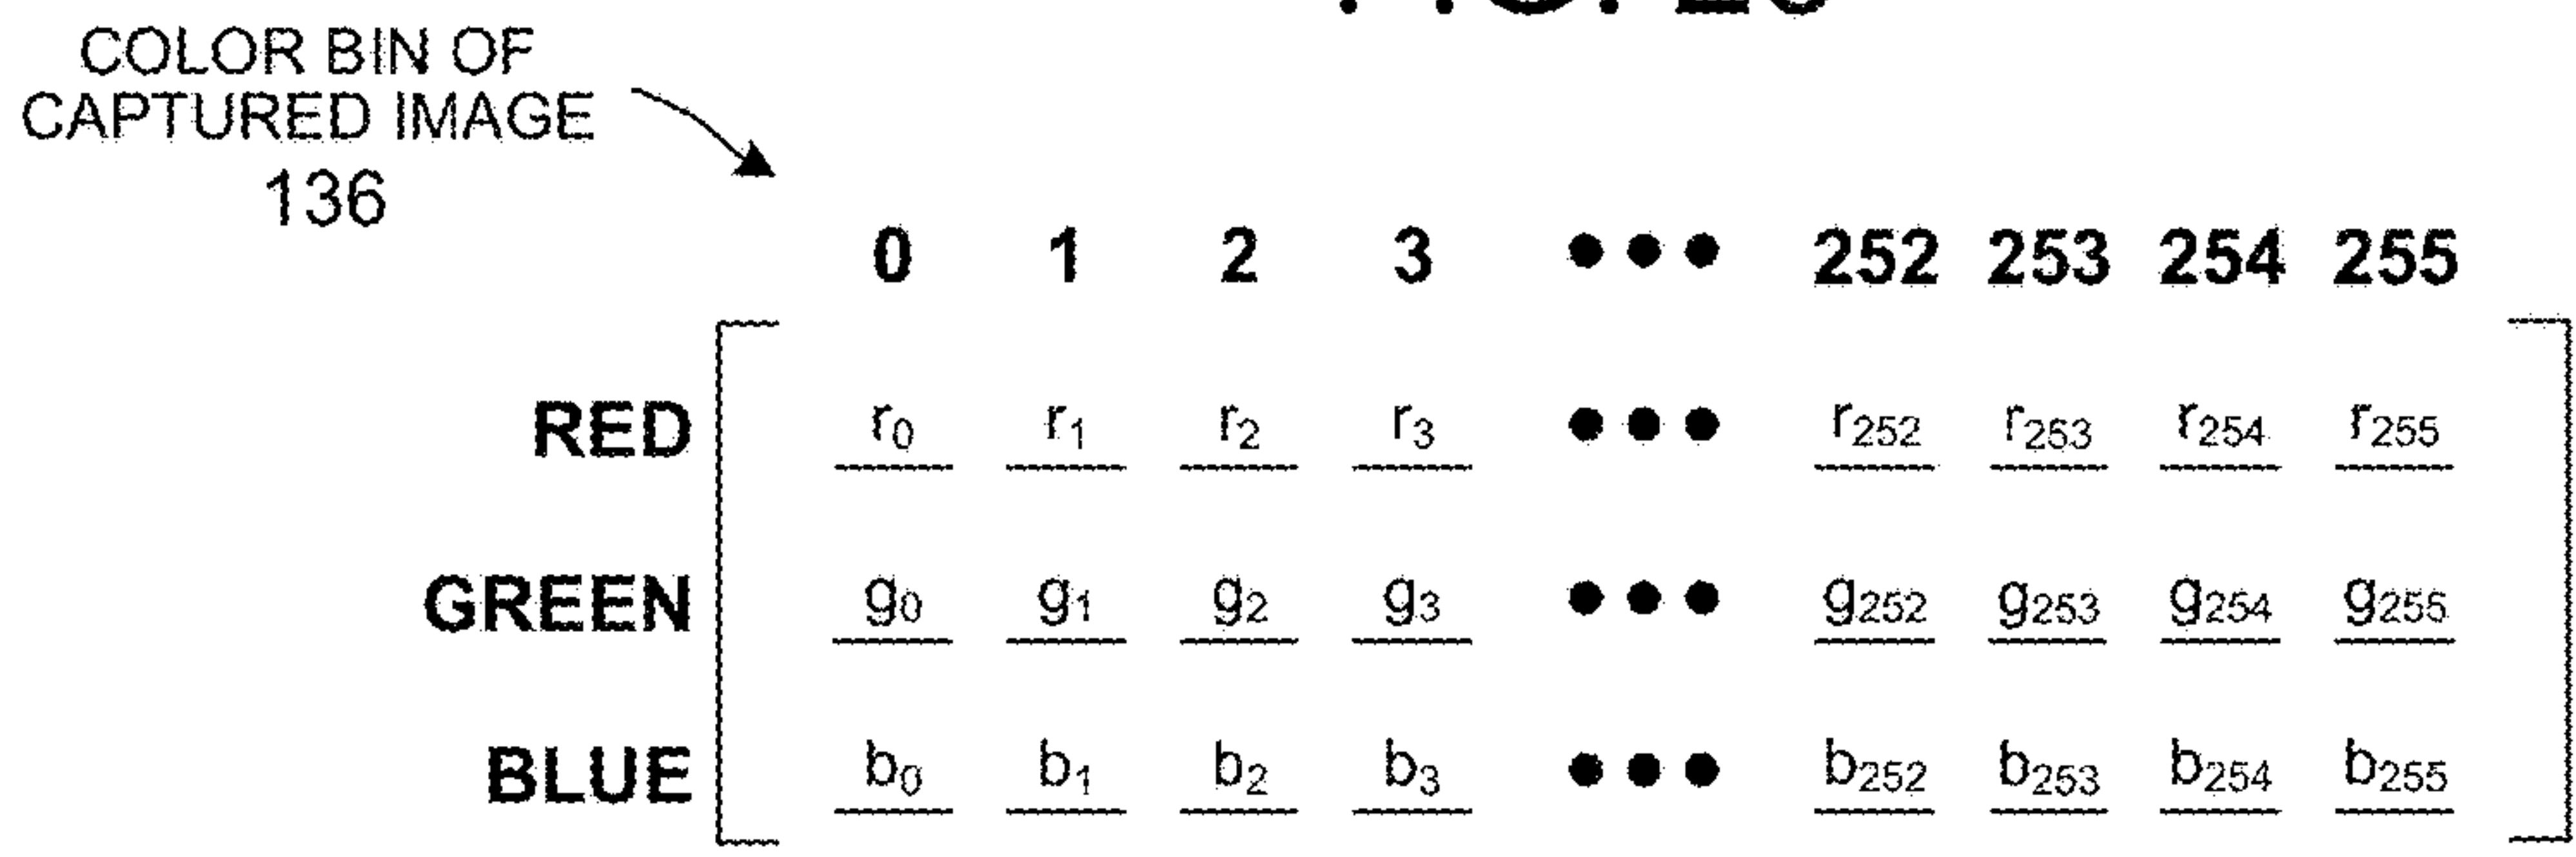 COLOR BIN OF
CAPTURED IMAGE
136
0 1 2 3 ••• 252 253 254 255
RED r₀ r₁ r₂ r₃ ••• r₂₅₂ r₂₅₃ r₂₅₄ r₂₅₅
GREEN g₀ g₁ g₂ g₃ ••• g₂₅₂ g₂₅₃ g₂₅₄ g₂₅₅
BLUE b₀ b₁ b₂ b₃ ••• b₂₅₂ b₂₅₃ b₂₅₄ b₂₅₅